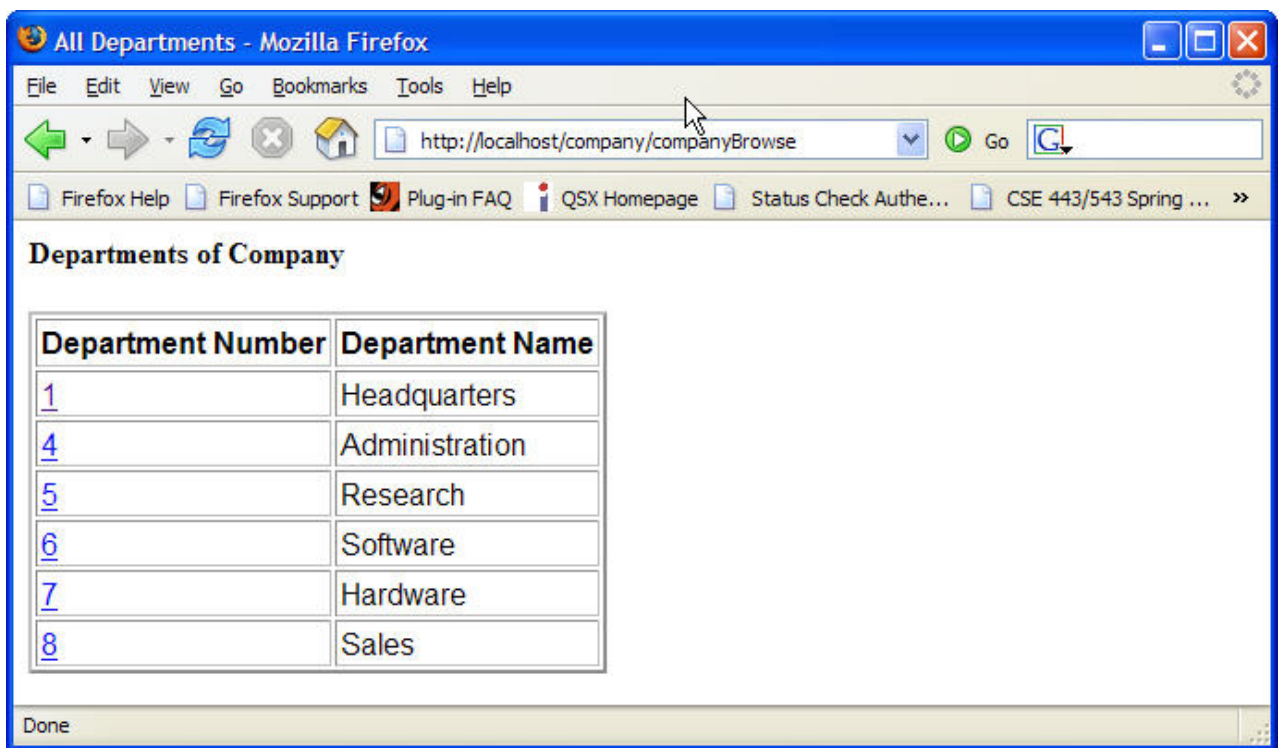 All Departments - Mozilla Firefox
File Edit View Go Bookmarks Tools Help
http://localhost/company/companyBrowse Go G
Firefox Help Firefox Support Plug-in FAQ QSX Homepage Status Check Authe... CSE 443/543 Spring ... »
Departments of Company
Department Number Department Name
1 Headquarters
4 Administration
5 Research
6 Software
7 Hardware
8 Sales
Done